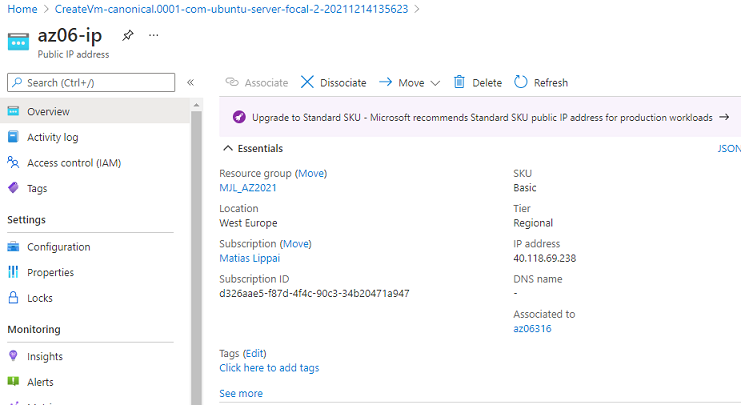 Home > CreateVm-canonical.0001-com-ubuntu-server-focal-2-20211214135623 >
az06-ip ...
Public IP address
Search (Ctrl+/) «
Associate Dissociate Move Delete Refresh
Overview
Activity log
Access control (IAM)
Tags
Settings
Configuration
Properties
Locks
Monitoring
Insights
Alerts
Upgrade to Standard SKU - Microsoft recommends Standard SKU public IP address for production workloads →
Essentials
JSON
Resource group (Move)
MJL_AZ2021
Location
West Europe
Subscription (Move)
Matias Lippai
Subscription ID
d326aae5-f87d-4f4c-90c3-34b20471a947
SKU
Basic
Tier
Regional
IP address
40.118.69.238
DNS name
-
Associated to
az06316
Tags (Edit)
Click here to add tags
See more